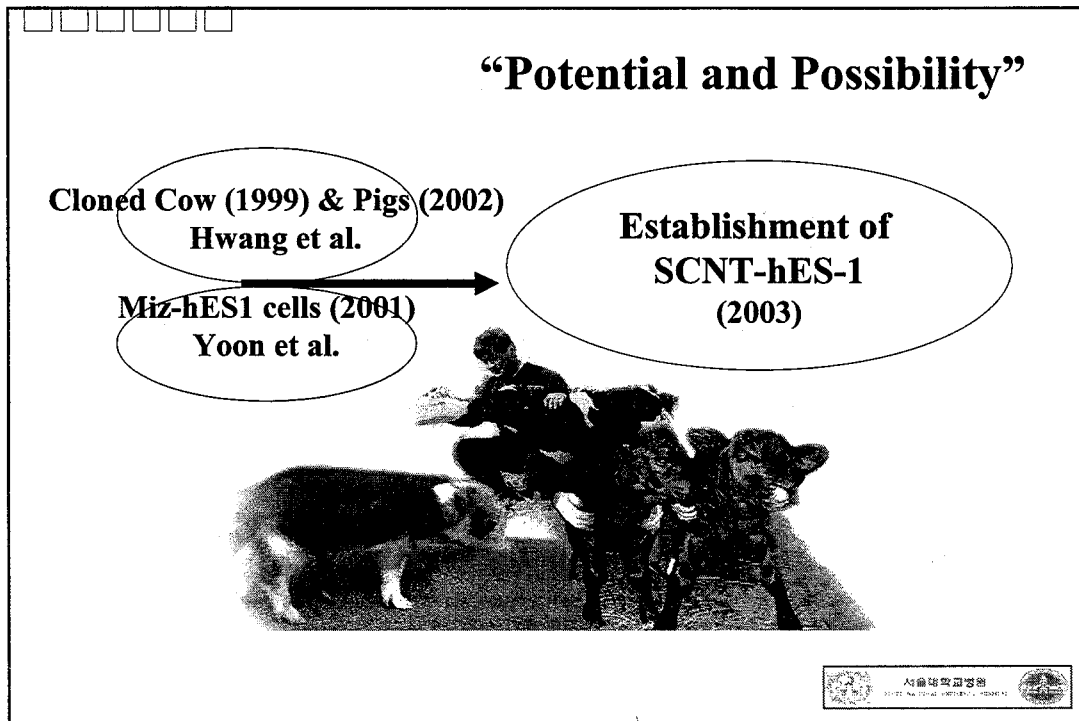 “Potential and Possibility”
Cloned Cow (1999) & Pigs (2002)
Hwang et al.
Miz-hES1 cells (2001)
Yoon et al.
Establishment of
SCNT-hES-1
(2003)
서울대학교병원